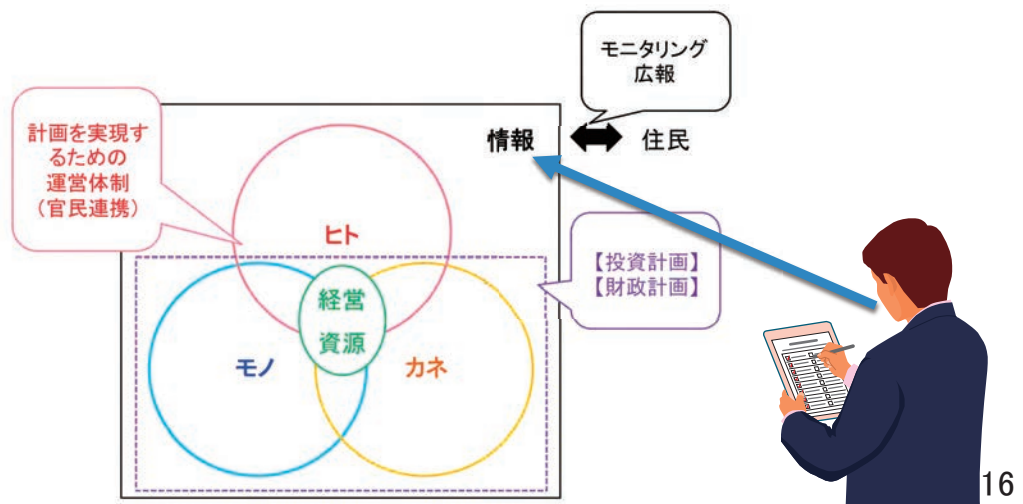 モニタリング
広報
計画を実現す
るための
運営体制
（官民連携）
情報
住民
ヒト
【投資計画】
【財政計画】
経営
資源
モノ
カネ
16